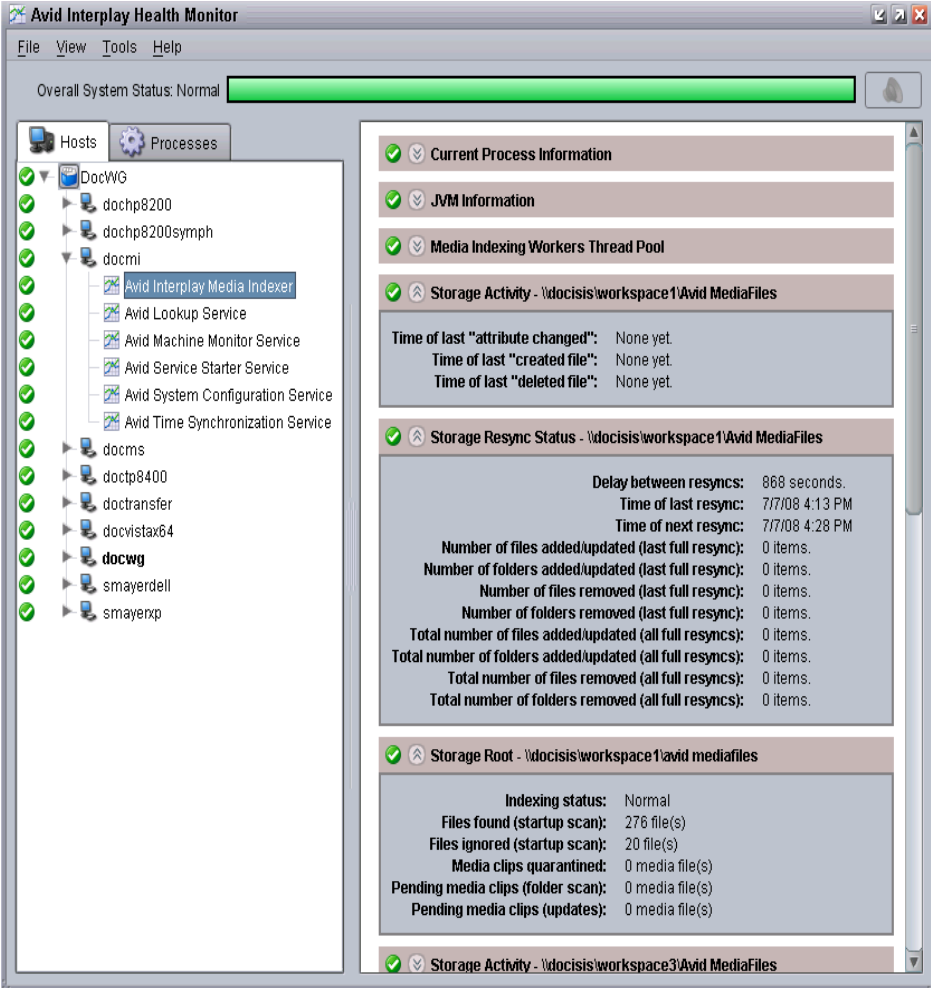 Avid Interplay Health Monitor
File View Tools Help
Overall System Status: Normal
Hosts Processes
DocWG
dochp8200
dochp8200symph
docmi
Avid Interplay Media Indexer
Avid Lookup Service
Avid Machine Monitor Service
Avid Service Starter Service
Avid System Configuration Service
Avid Time Synchronization Service
docms
doctp8400
doctransfer
docvistax64
docwg
smayerdell
smayerxp
Current Process Information
JVM Information
Media Indexing Workers Thread Pool
Storage Activity - \\docisis\workspace1\Avid MediaFiles
Time of last "attribute changed": None yet.
Time of last "created file": None yet.
Time of last "deleted file": None yet.
Storage Resync Status - \\docisis\workspace1\Avid MediaFiles
Delay between resyncs: 868 seconds.
Time of last resync: 7/7/08 4:13 PM
Time of next resync: 7/7/08 4:28 PM
Number of files added/updated (last full resync): 0 items.
Number of folders added/updated (last full resync): 0 items.
Number of files removed (last full resync): 0 items.
Number of folders removed (last full resync): 0 items.
Total number of files added/updated (all full resyncs): 0 items.
Total number of folders added/updated (all full resyncs): 0 items.
Total number of files removed (all full resyncs): 0 items.
Total number of folders removed (all full resyncs): 0 items.
Storage Root - \\docisis\workspace1\avid mediafiles
Indexing status: Normal
Files found (startup scan): 276 file(s)
Files ignored (startup scan): 20 file(s)
Media clips quarantined: 0 media file(s)
Pending media clips (folder scan): 0 media file(s)
Pending media clips (updates): 0 media file(s)
Storage Activity - \\docisis\workspace3\Avid MediaFiles